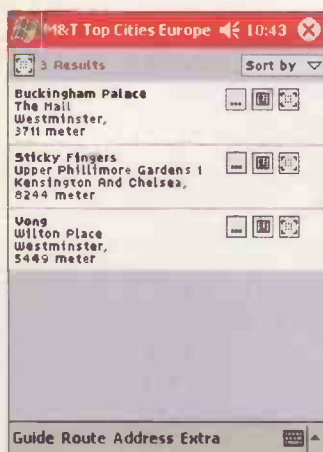 M&T Top Cities Europe 10:43
3 Results Sort by
Buckingham Palace
The Mall
Westminster,
3711 meter
Sticky Fingers
Upper Phillimore Gardens 1
Kensington And Chelsea,
8244 meter
Vong
Wilton Place
Westminster,
5449 meter
Guide Route Address Extra